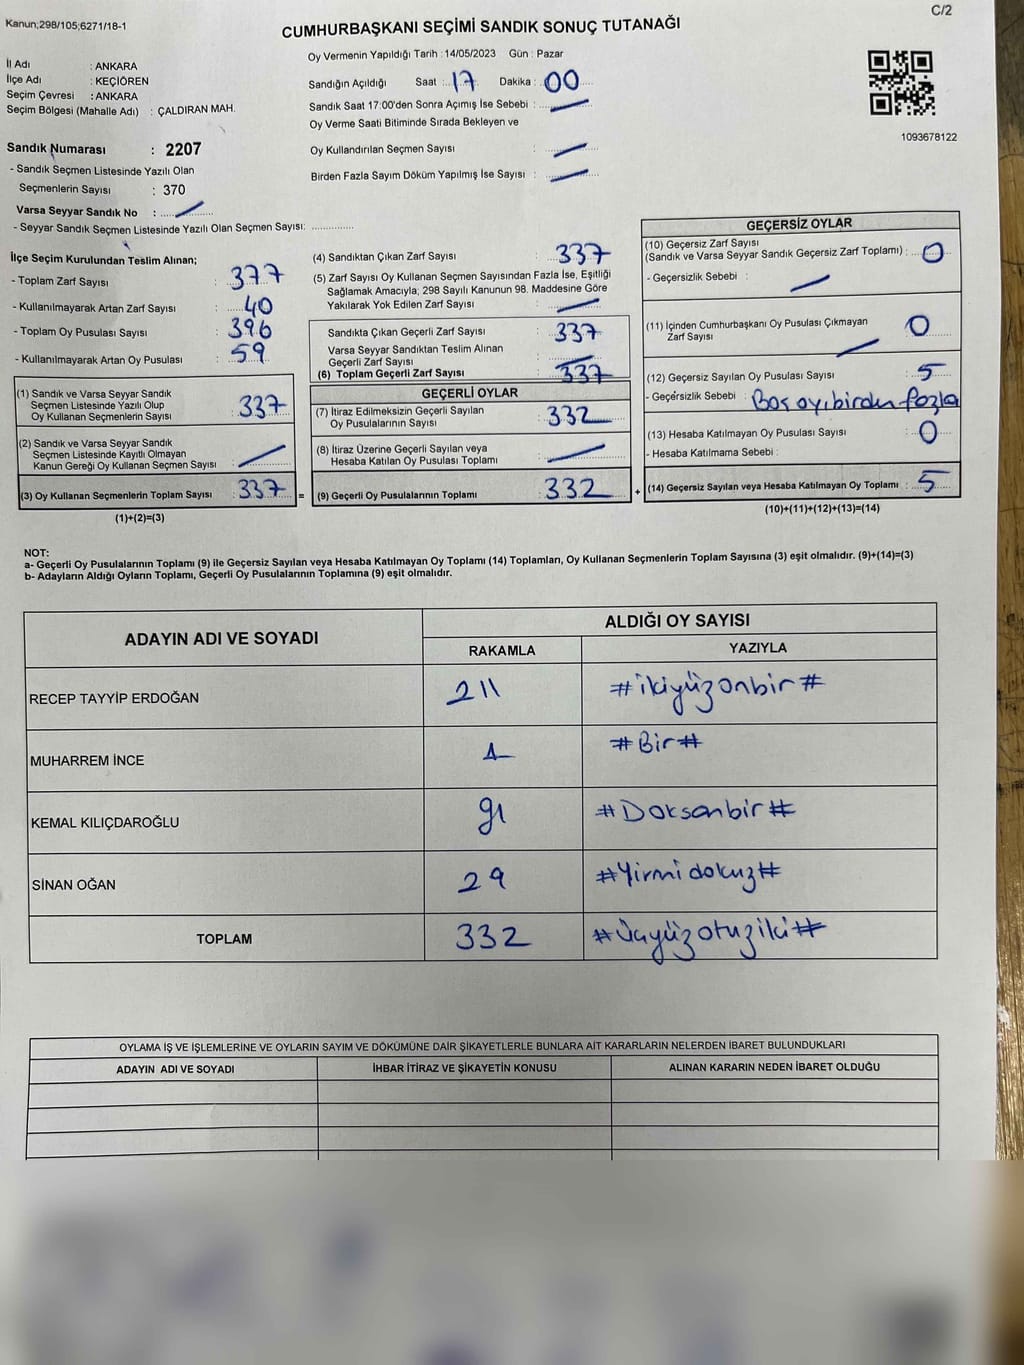 C/2
Kanun;298/105;6271/18-1
CUMHURBAŞKANI SEÇİMİ SANDIK SONUÇ TUTANAĞI
Oy Vermenin Yapıldığı Tarih : 14/05/2023 Gün : Pazar
İl Adı : ANKARA
İlçe Adı : KEÇİÖREN
Seçim Çevresi : ANKARA
Seçim Bölgesi (Mahalle Adı) : ÇALDIRAN MAH.
Sandık Numarası : 2207
- Sandık Seçmen Listesinde Yazılı Olan
Seçmenlerin Sayısı : 370
Varsa Seyyar Sandık No :
- Seyyar Sandık Seçmen Listesinde Yazılı Olan Seçmen Sayısı:
Sandığın Açıldığı Saat : 17 Dakika : 00
Sandık Saat 17:00'den Sonra Açımış İse Sebebi :
Oy Verme Saati Bitiminde Sırada Bekleyen ve
Oy Kullandırılan Seçmen Sayısı :
Birden Fazla Sayım Döküm Yapılmış İse Sayısı :
1093678122
İlçe Seçim Kurulundan Teslim Alınan;
- Toplam Zarf Sayısı : 377
- Kullanılmayarak Artan Zarf Sayısı : 40
- Toplam Oy Pusulası Sayısı : 396
- Kullanılmayarak Artan Oy Pusulası : 59
(1) Sandık ve Varsa Seyyar Sandık
Seçmen Listesinde Yazılı Olup
Oy Kullanan Seçmenlerin Sayısı : 337
(2) Sandık ve Varsa Seyyar Sandık
Seçmen Listesinde Kayıtlı Olmayan
Kanun Gereği Oy Kullanan Seçmen Sayısı :
(3) Oy Kullanan Seçmenlerin Toplam Sayısı : 337 =
(1)+(2)=(3)
(4) Sandıktan Çıkan Zarf Sayısı : 337
(5) Zarf Sayısı Oy Kullanan Seçmen Sayısından Fazla İse, Eşitliği
Sağlamak Amacıyla; 298 Sayılı Kanunun 98. Maddesine Göre
Yakılarak Yok Edilen Zarf Sayısı :
Sandıkta Çıkan Geçerli Zarf Sayısı : 337
Varsa Seyyar Sandıktan Teslim Alınan
Geçerli Zarf Sayısı :
(6) Toplam Geçerli Zarf Sayısı : 337
GEÇERLİ OYLAR
(7) İtiraz Edilmeksizin Geçerli Sayılan
Oy Pusulalarının Sayısı : 332
(8) İtiraz Üzerine Geçerli Sayılan veya
Hesaba Katılan Oy Pusulası Toplamı :
(9) Geçerli Oy Pusulalarının Toplamı : 332 +
GEÇERSİZ OYLAR
(10) Geçersiz Zarf Sayısı
(Sandık ve Varsa Seyyar Geçersiz Zarf Toplamı) : 0
- Geçersizlik Sebebi :
(11) İçinden Cumhurbaşkanı Oy Pusulası Çıkmayan
Zarf Sayısı : 0
(12) Geçersiz Sayılan Oy Pusulası Sayısı : 5
- Geçersizlik Sebebi : Boş oy, birden fazla
(13) Hesaba Katılmayan Oy Pusulası Sayısı : 0
- Hesaba Katılmama Sebebi :
(14) Geçersiz Sayılan veya Hesaba Katılmayan Oy Toplamı : 5
(10)+(11)+(12)+(13)=(14)
NOT:
a- Geçerli Oy Pusulalarının Toplamı (9) ile Geçersiz Sayılan veya Hesaba Katılmayan Oy Toplamı (14) Toplamları, Oy Kullanan Seçmenlerin Toplam Sayısına (3) eşit olmalıdır. (9)+(14)=(3)
b- Adayların Aldığı Oyların Toplamı, Geçerli Oy Pusulalarının Toplamına (9) eşit olmalıdır.
ADAYIN ADI VE SOYADI
ALDIĞI OY SAYISI
RAKAMLA YAZIYLA
RECEP TAYYİP ERDOĞAN 211 #ikiyüzonbir#
MUHARREM İNCE 1 #Bir#
KEMAL KILIÇDAROĞLU 91 #Doksanbir#
SİNAN OĞAN 29 #Yirmidokuz#
TOPLAM 332 #Üçyüzotuziki#
OYLAMA İŞ VE İŞLEMLERİNE VE OYLARIN SAYIM VE DÖKÜMÜNE DAİR ŞİKAYETLERLE BUNLARA AİT KARARLARIN NELERDEN İBARET BULUNDUKLARI
ADAYIN ADI VE SOYADI İHBAR İTİRAZ VE ŞİKAYETİN KONUSU ALINAN KARARIN NEDEN İBARET OLDUĞU